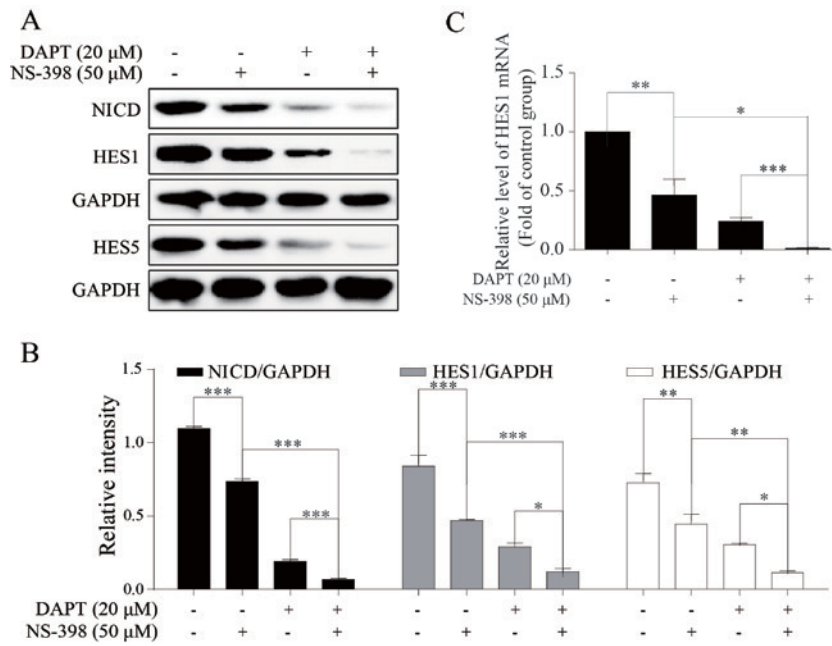 A
DAPT (20 μM) - - + +
NS-398 (50 μM) - + - +
NICD
HES1
GAPDH
HES5
GAPDH
C
Relative level of HES1 mRNA
(Fold of control group)
1.5
1.0
0.5
0.0
** * ***
DAPT (20 μM) - - + +
NS-398 (50 μM) - + - +
B
Relative intensity
1.5
1.0
0.5
0.0
NICD/GAPDH HES1/GAPDH HES5/GAPDH
*** *** ***
*** *** *
** ** *
DAPT (20 μM) - - + + - - + + - - + +
NS-398 (50 μM) - + - + - + - + - + - +